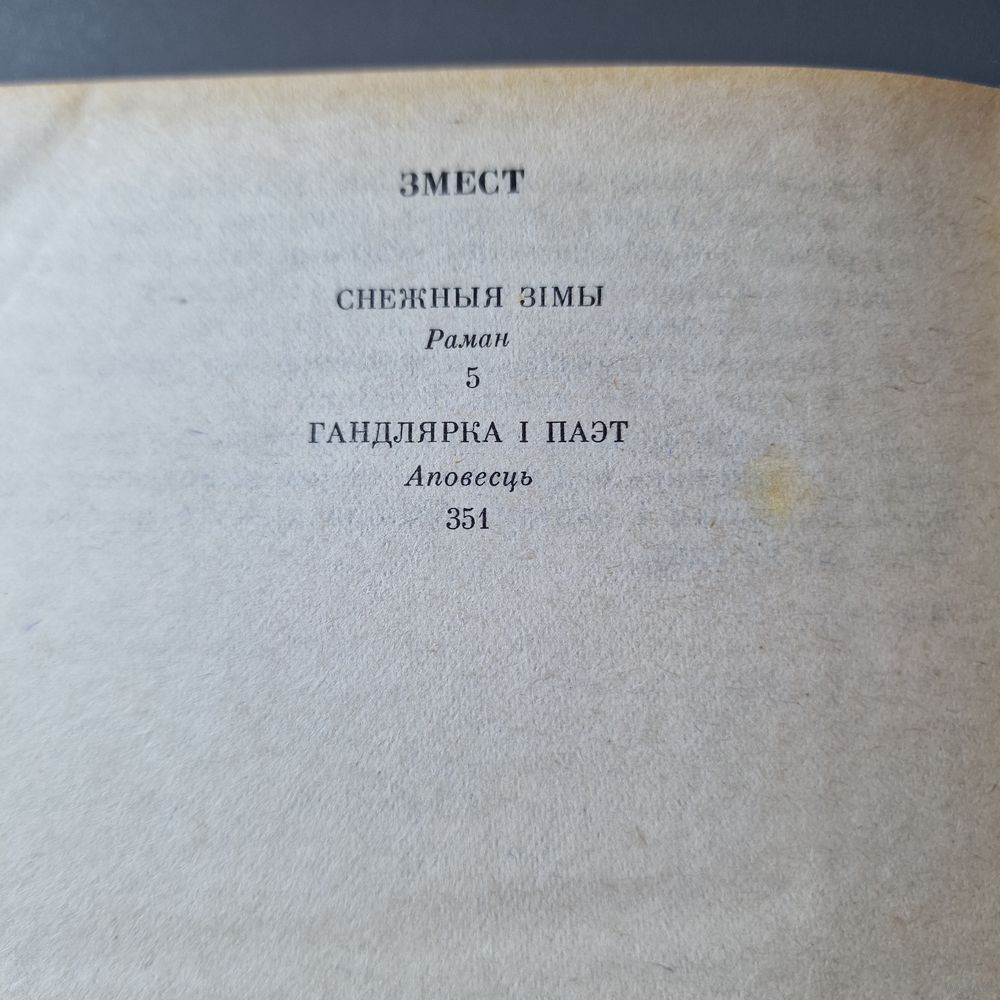 ЗМЕСТ
СНЕЖНЫЯ ЗІМЫ
Раман
5
ГАНДЛЯРКА І ПАЭТ
Аповесць
351